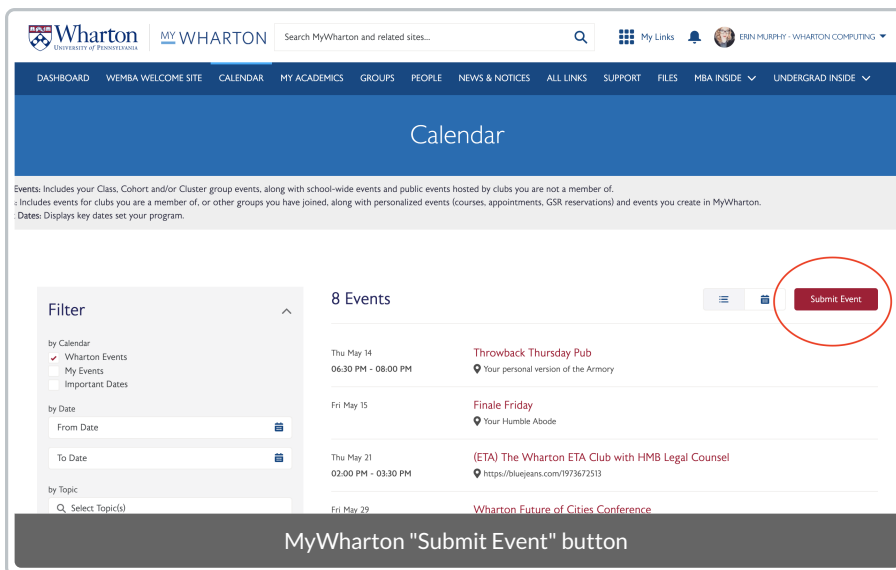 Wharton
UNIVERSITY of PENNSYLVANIA
MY WHARTON
Search MyWharton and related sites...
My Links
ERIN MURPHY - WHARTON COMPUTING
DASHBOARD WEMBA WELCOME SITE CALENDAR MY ACADEMICS GROUPS PEOPLE NEWS & NOTICES ALL LINKS SUPPORT FILES MBA INSIDE UNDERGRAD INSIDE
Calendar
Events: Includes your Class, Cohort and/or Cluster group events, along with school-wide events and public events hosted by clubs you are not a member of.
: Includes events for clubs you are a member of, or other groups you have joined, along with personalized events (courses, appointments, GSR reservations) and events you create in MyWharton.
Dates: Displays key dates set your program.
Filter
by Calendar
Wharton Events
My Events
Important Dates
by Date
From Date
To Date
by Topic
Select Topic(s)
8 Events
Submit Event
Thu May 14
06:30 PM - 08:00 PM
Throwback Thursday Pub
Your personal version of the Armory
Fri May 15
Finale Friday
Your Humble Abode
Thu May 21
02:00 PM - 03:30 PM
(ETA) The Wharton ETA Club with HMB Legal Counsel
https://bluejeans.com/1973672513
Fri May 29
Wharton Future of Cities Conference
MyWharton "Submit Event" button